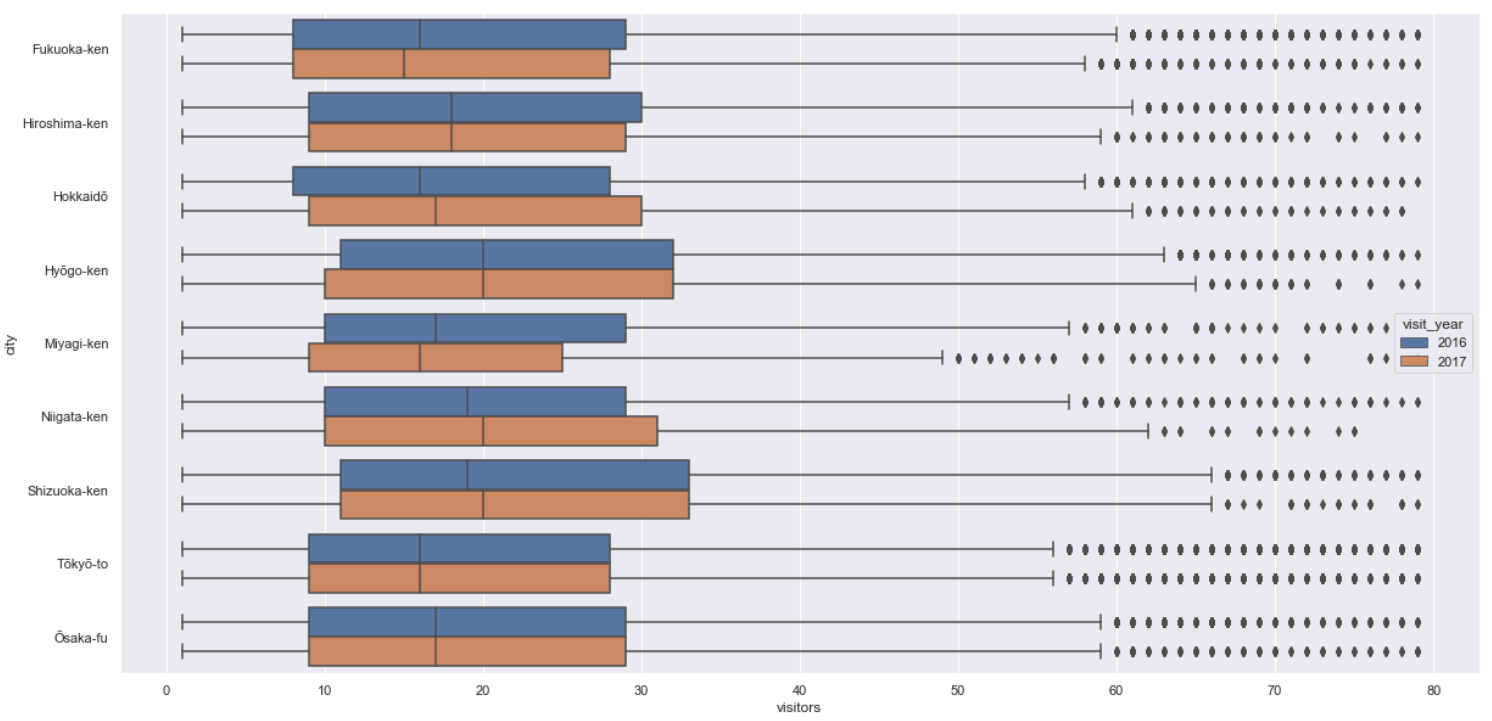 Fukuoka-ken
Hiroshima-ken
Hokkaidō
Hyōgo-ken
Miyagi-ken
Niigata-ken
Shizuoka-ken
Tōkyō-to
Ōsaka-fu
city
visit_year
2016
2017
0 10 20 30 40 50 60 70 80
visitors